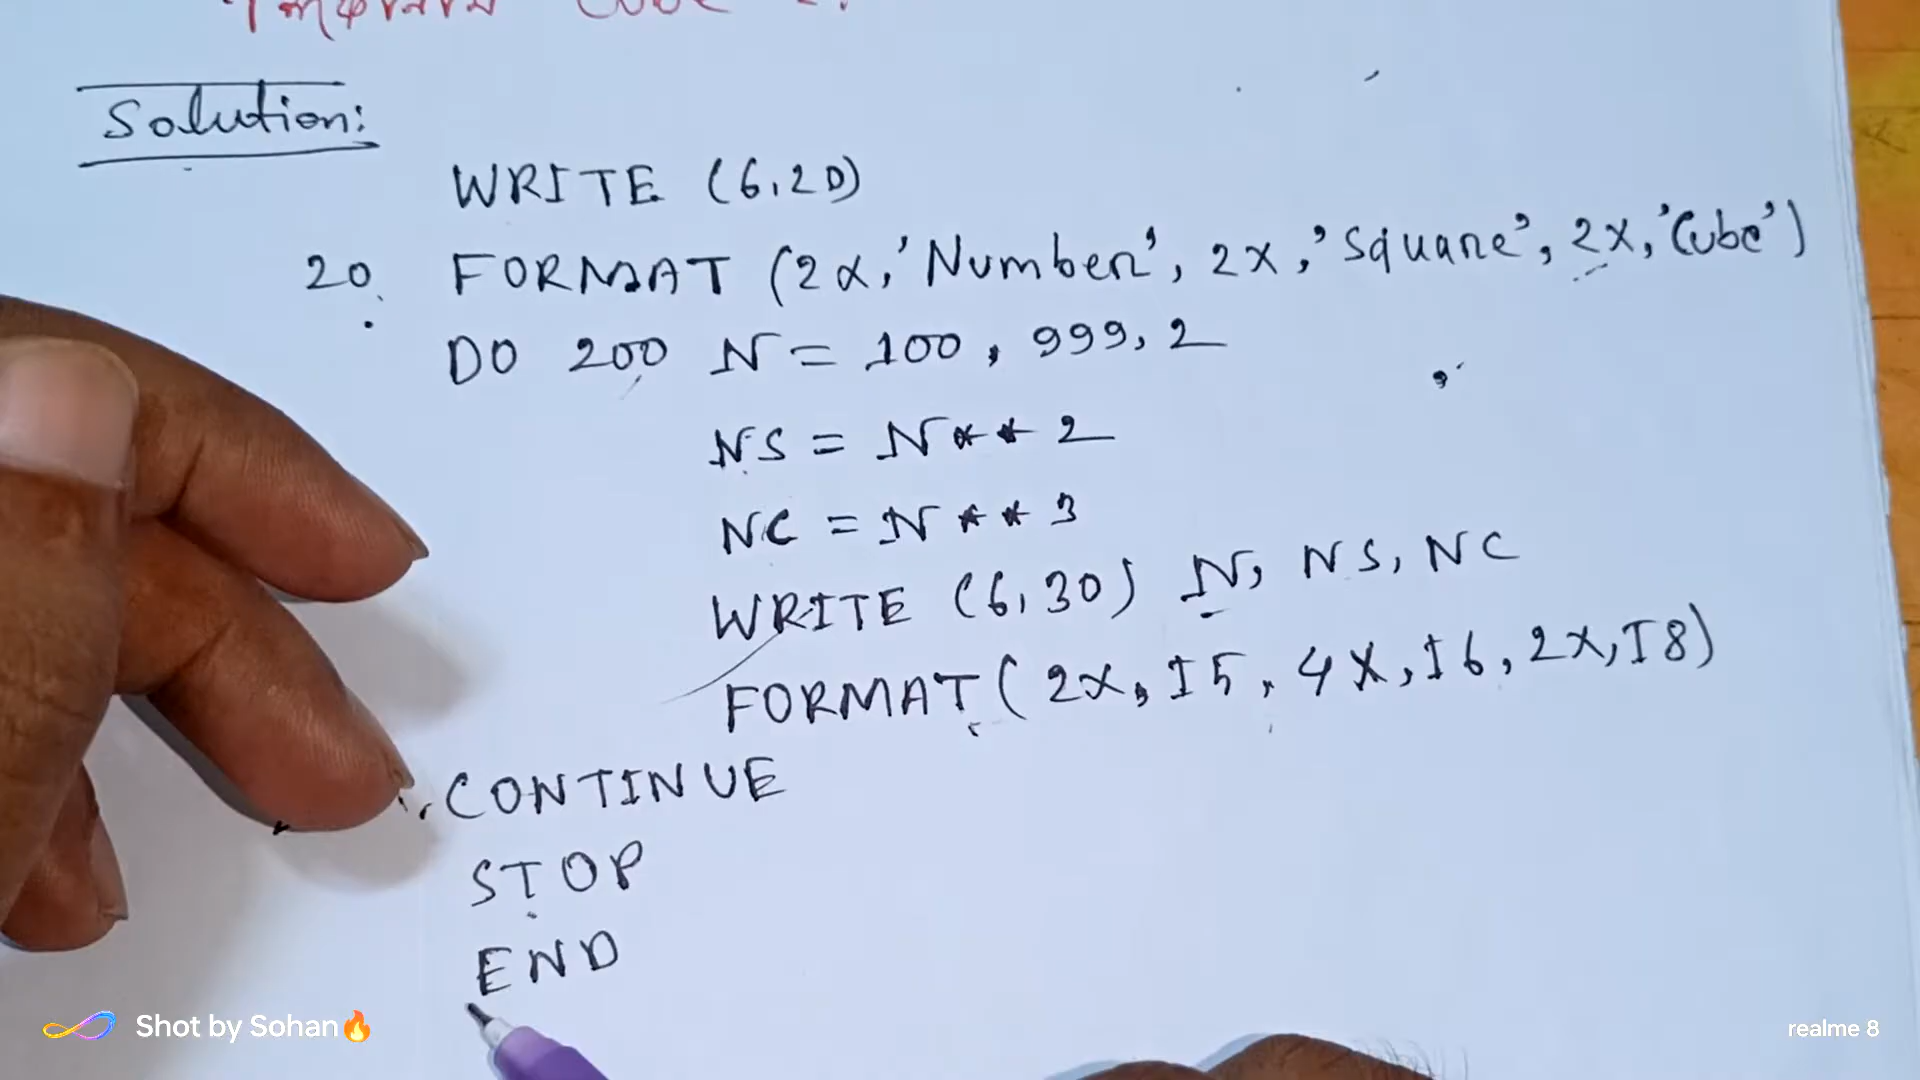 Cube
Solution:
WRITE (6,20)
20 FORMAT (2X,'Number', 2X,'Square', 2X,'Cube')
DO 200 N = 100, 999, 2
NS = N**2
NC = N**3
WRITE (6,30) N, NS, NC
FORMAT (2X, I5, 4X, I6, 2X, I8)
CONTINUE
STOP
END
Shot by Sohan🔥
realme 8